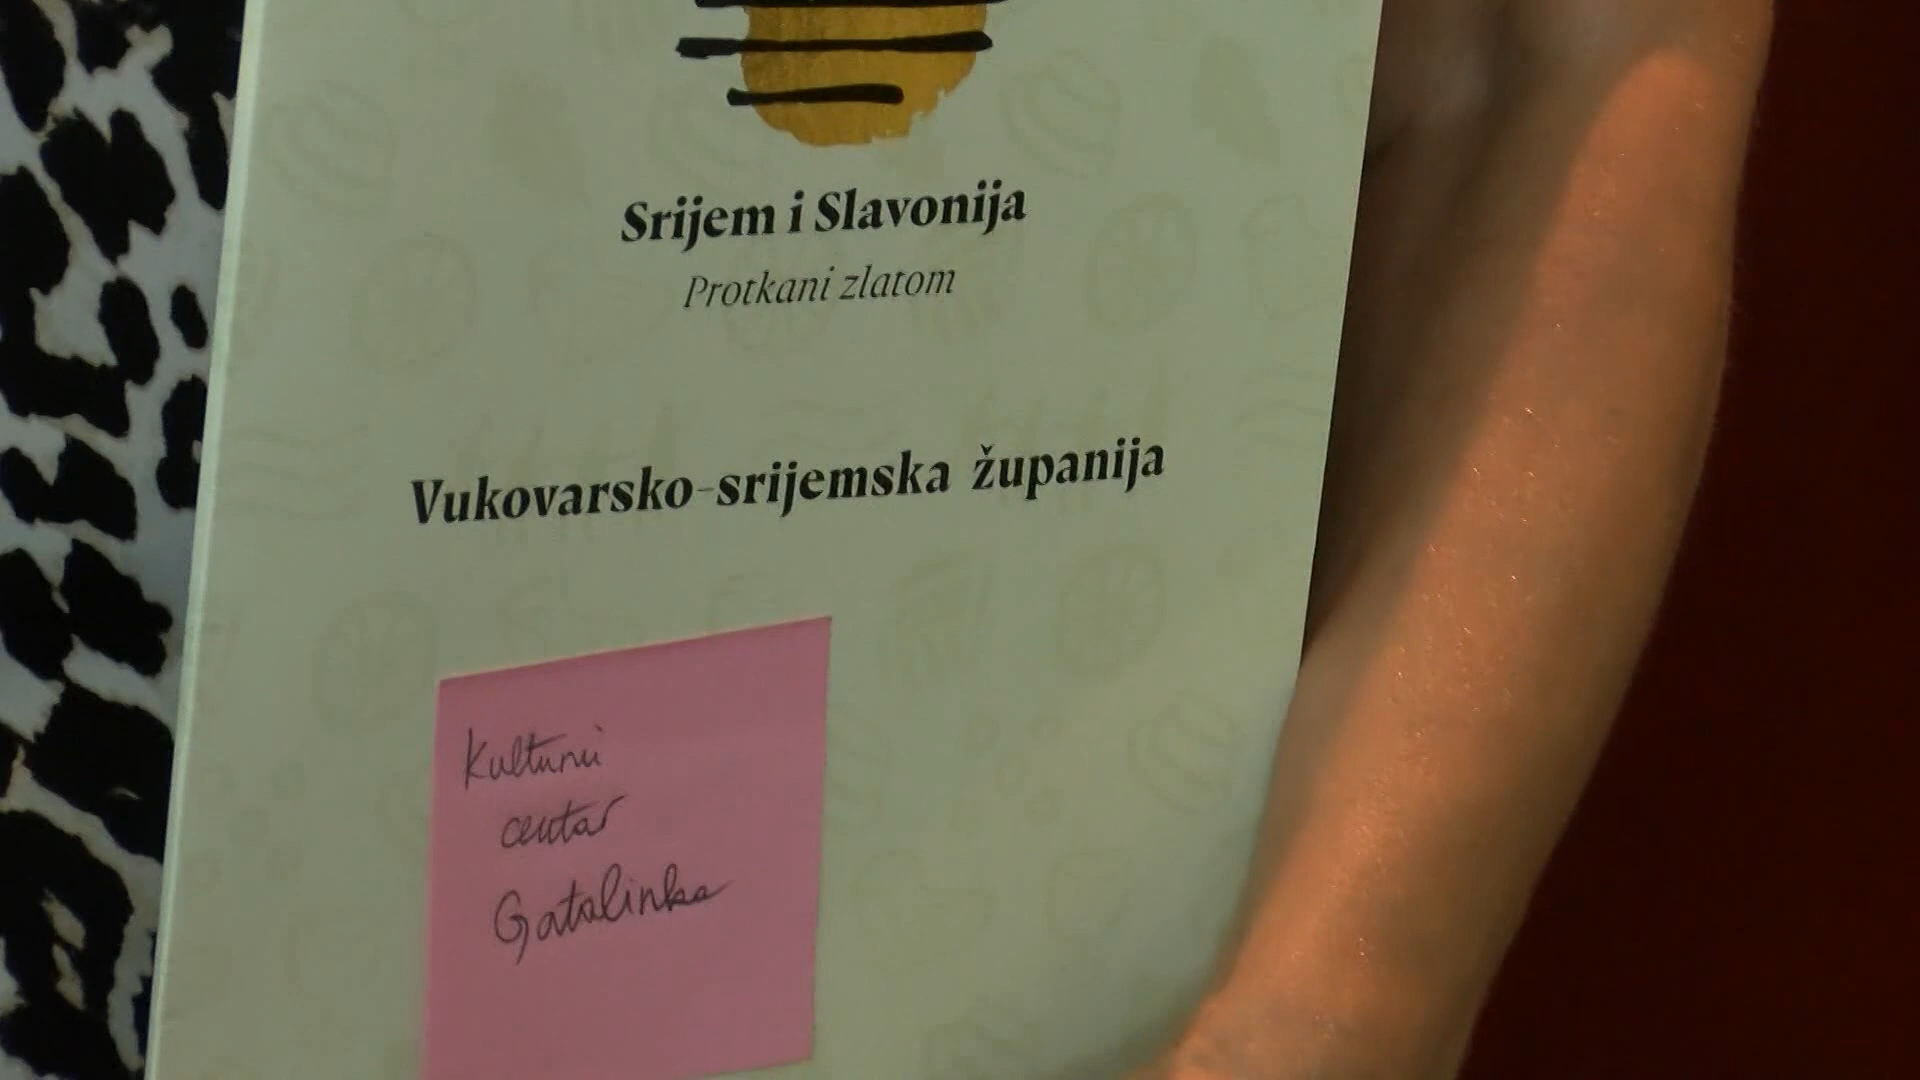 Srijem i Slavonija
Protkani zlatom
Vukovarsko-srijemska županija
Kulturni
centar
Gatalinka